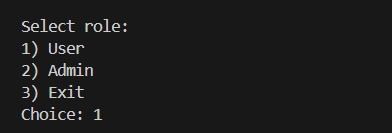 Select role:
1) User
2) Admin
3) Exit
Choice: 1